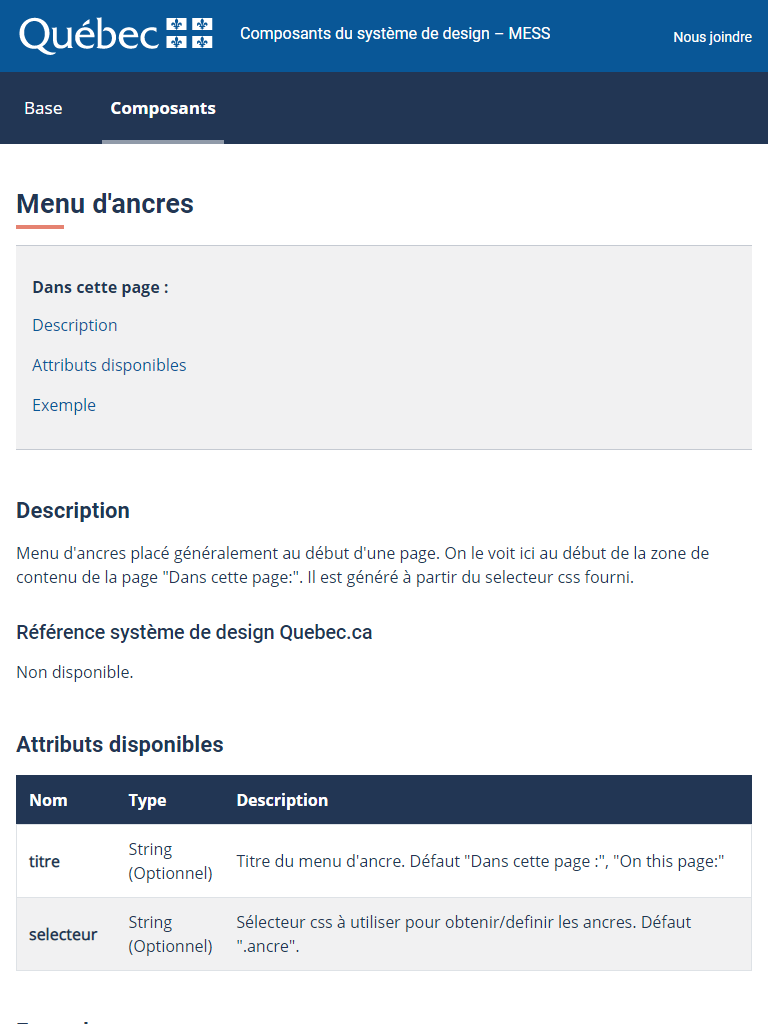 Québec
Composants du système de design – MESS
Nous joindre
Base
Composants
Menu d'ancres
Dans cette page :
Description
Attributs disponibles
Exemple
Description
Menu d'ancres placé généralement au début d'une page. On le voit ici au début de la zone de
contenu de la page "Dans cette page:". Il est généré à partir du selecteur css fourni.
Référence système de design Quebec.ca
Non disponible.
Attributs disponibles
Nom Type Description
titre String (Optionnel) Titre du menu d'ancre. Défaut "Dans cette page :", "On this page:"
selecteur String (Optionnel) Sélecteur css à utiliser pour obtenir/definir les ancres. Défaut
".ancre".